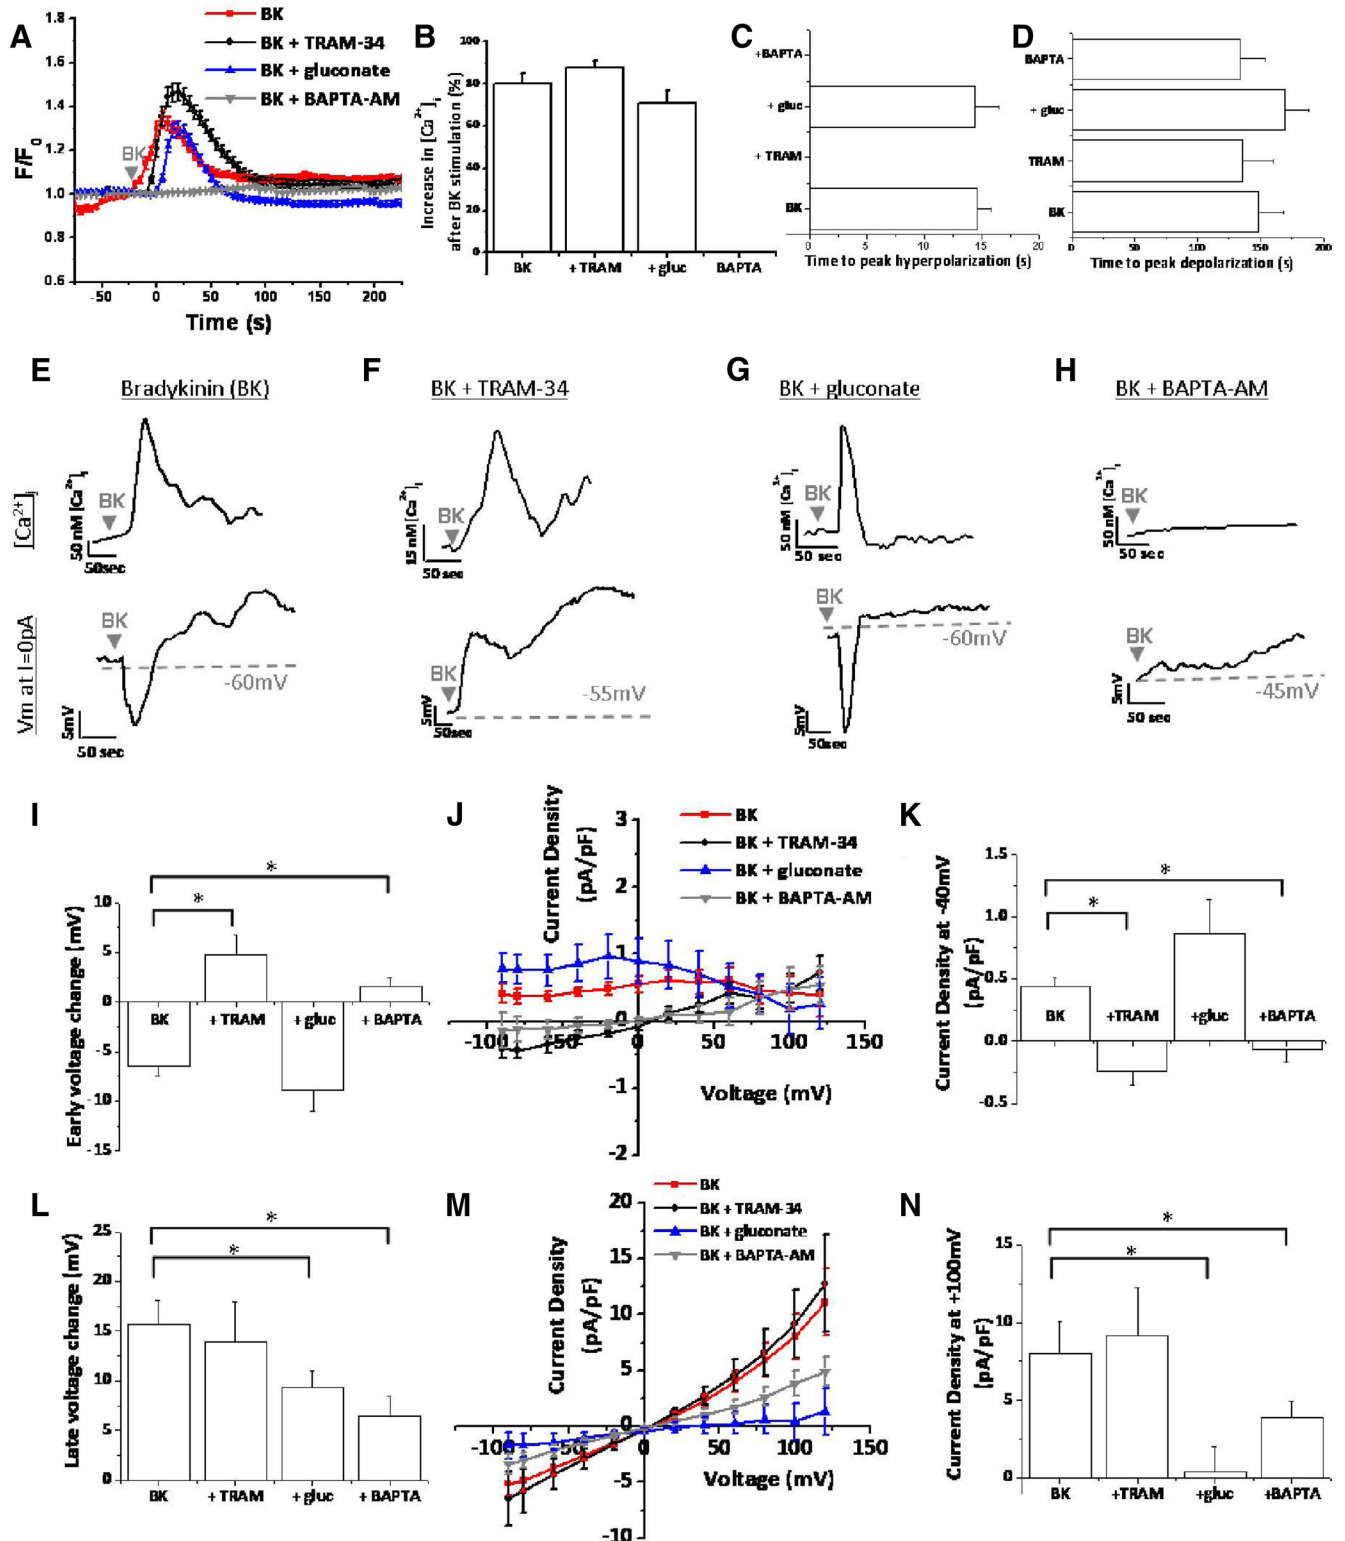 A
1.8
1.6
1.4
1.2
1.0
0.8
0.6
F/F0
BK
-50 0 50 100 150 200
Time (s)
BK
BK + TRAM-34
BK + gluconate
BK + BAPTA-AM
B
Increase in [Ca2+]i
after BK stimulation (%)
100
80
60
40
20
0
BK + TRAM + gluc BAPTA
C
+BAPTA
+ gluc
+ TRAM
BK
0 5 10 15 20
Time to peak hyperpolarization (s)
D
BAPTA
+ gluc
TRAM
BK
0 50 100 150 200
Time to peak depolarization (s)
E
Bradykinin (BK)
F
BK + TRAM-34
G
BK + gluconate
H
BK + BAPTA-AM
[Ca2+]i
BK
50 nM [Ca2+]i
50sec
BK
15 nM [Ca2+]i
50 sec
BK
50 nM [Ca2+]i
50 sec
BK
50 nM [Ca2+]i
50 sec
Vm at I=0pA
BK
-60mV
5mV
50 sec
BK
-55mV
5mV
50sec
BK
-60mV
5mV
50sec
BK
-45mV
5mV
50 sec
I
Early voltage change (mV)
10
5
0
-5
-10
-15
* *
BK + TRAM + gluc + BAPTA
J
Current Density
(pA/pF)
3
2
1
0
-1
-2
-100 -50 0 50 100 150
Voltage (mV)
BK
BK + TRAM-34
BK + gluconate
BK + BAPTA-AM
K
Current Density at -40mV
(pA/pF)
1.5
1.0
0.5
0.0
-0.5
* *
BK +TRAM +gluc +BAPTA
L
Late voltage change (mV)
25
20
15
10
5
0
* *
BK + TRAM + gluc + BAPTA
M
Current Density
(pA/pF)
20
15
10
5
0
-5
-10
-100 -50 0 50 100 150
Voltage (mV)
BK
BK + TRAM-34
BK + gluconate
BK + BAPTA-AM
N
Current Density at +100mV
(pA/pF)
15
10
5
0
* *
BK +TRAM +gluc +BAPTA